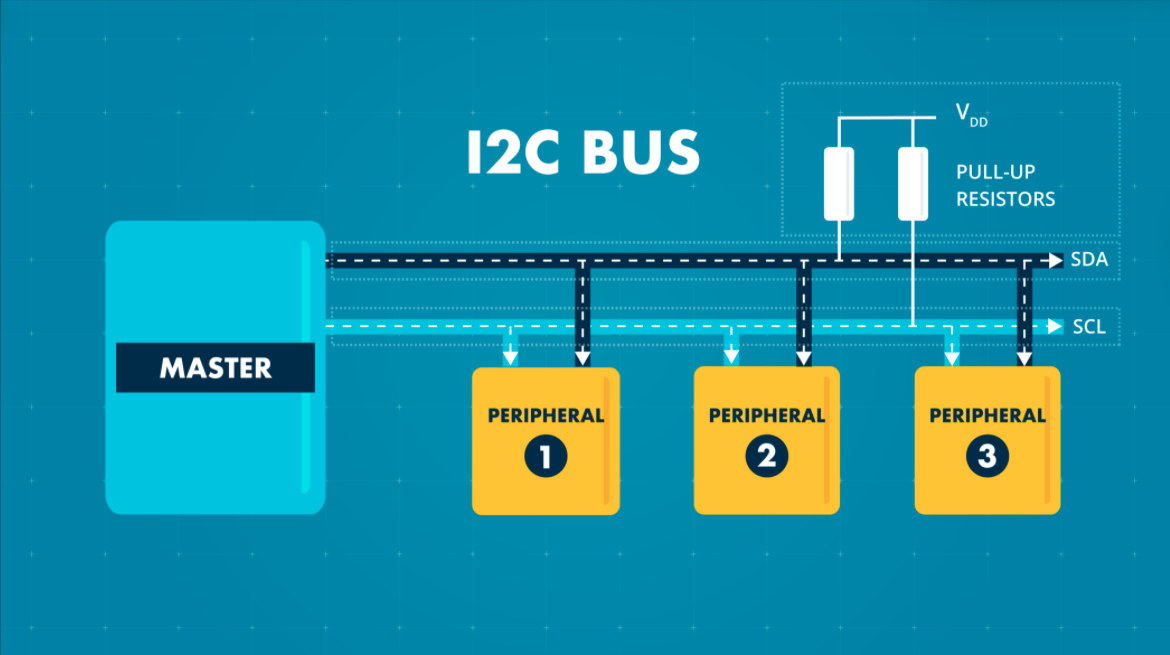 I2C BUS
VDD
PULL-UP
RESISTORS
SDA
SCL
MASTER
PERIPHERAL
1
PERIPHERAL
2
PERIPHERAL
3